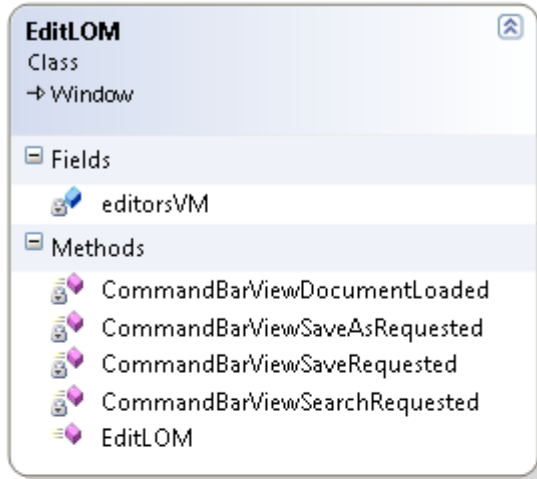 EditLOM
Class
Window
Fields
editorsVM
Methods
CommandBarViewDocumentLoaded
CommandBarViewSaveAsRequested
CommandBarViewSaveRequested
CommandBarViewSearchRequested
EditLOM